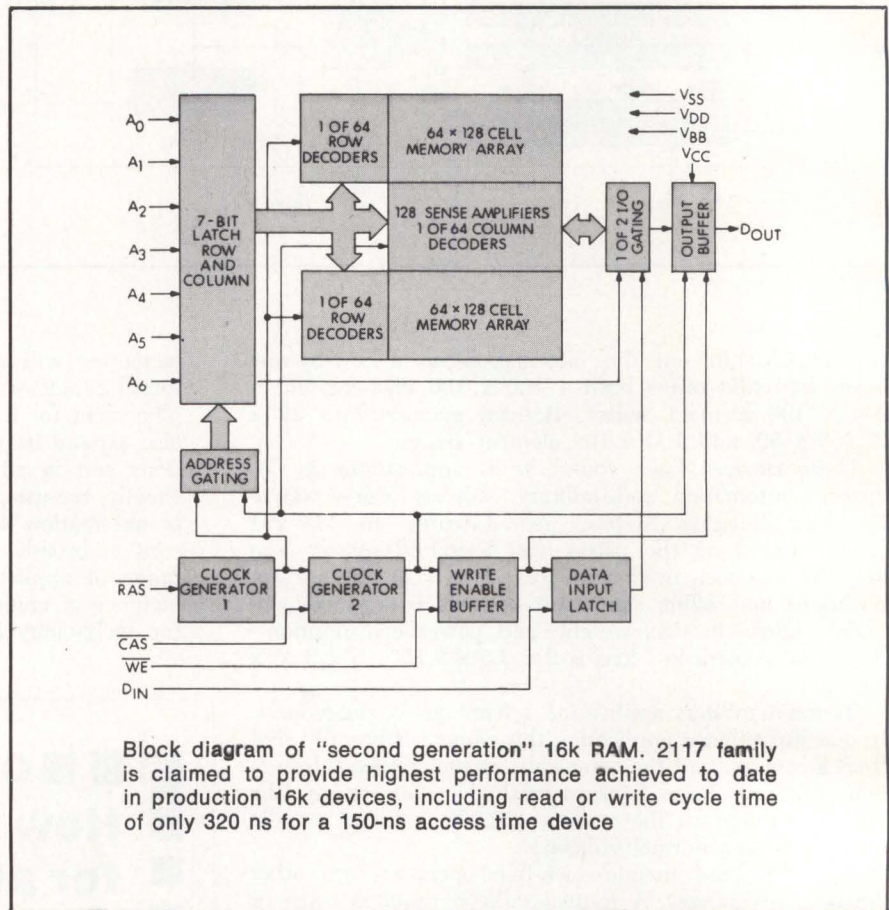 A0
A1
A2
A3
A4
A5
A6
7-BIT
LATCH
ROW
AND
COLUMN
1 OF 64
ROW
DECODERS
64 × 128 CELL
MEMORY ARRAY
128 SENSE AMPLIFIERS
1 OF 64 COLUMN
DECODERS
1 OF 64
ROW
DECODERS
64 × 128 CELL
MEMORY ARRAY
VSS
VDD
VBB
VCC
1 OF 2 I/O
GATING
OUTPUT
BUFFER
DOUT
ADDRESS
GATING
RAS
CLOCK
GENERATOR
1
CLOCK
GENERATOR
2
WRITE
ENABLE
BUFFER
DATA
INPUT
LATCH
CAS
WE
DIN
Block diagram of "second generation" 16k RAM. 2117 family
is claimed to provide highest performance achieved to date
in production 16k devices, including read or write cycle time
of only 320 ns for a 150-ns access time device